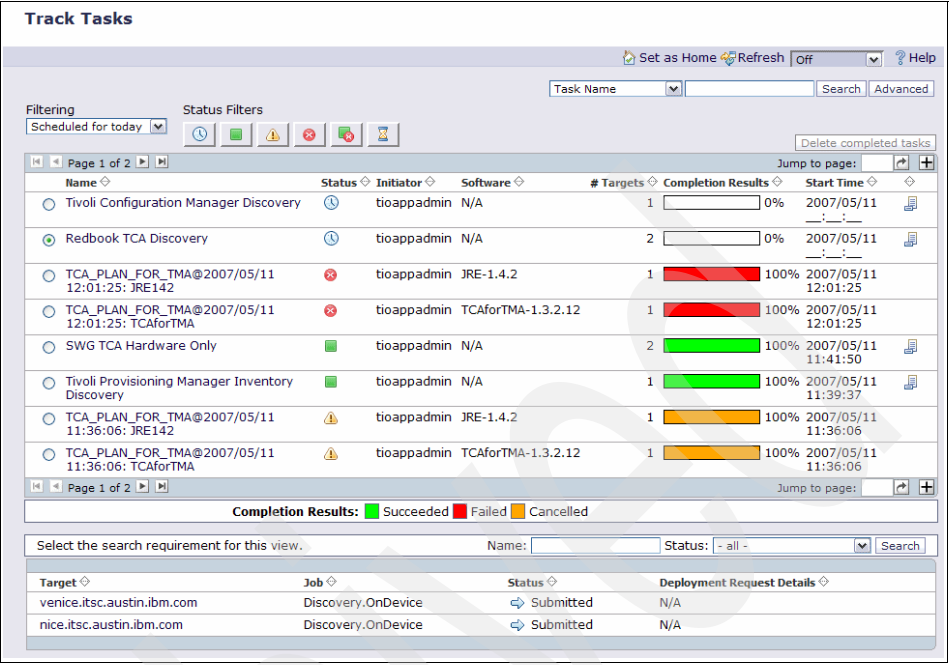 Track Tasks
Set as Home Refresh Off Help
Task Name Search Advanced
Filtering Status Filters
Scheduled for today
Delete completed tasks
Page 1 of 2 Jump to page:
Name Status Initiator Software # Targets Completion Results Start Time
Tivoli Configuration Manager Discovery tioappadmin N/A 1 0% 2007/05/11
__:__:__
Redbook TCA Discovery tioappadmin N/A 2 0% 2007/05/11
__:__:__
TCA_PLAN_FOR_TMA@2007/05/11 tioappadmin JRE-1.4.2 1 100% 2007/05/11
12:01:25: JRE142 12:01:25
TCA_PLAN_FOR_TMA@2007/05/11 tioappadmin TCAforTMA-1.3.2.12 1 100% 2007/05/11
12:01:25: TCAforTMA 12:01:25
SWG TCA Hardware Only tioappadmin N/A 2 100% 2007/05/11
11:41:50
Tivoli Provisioning Manager Inventory tioappadmin N/A 1 100% 2007/05/11
Discovery 11:39:37
TCA_PLAN_FOR_TMA@2007/05/11 tioappadmin JRE-1.4.2 1 100% 2007/05/11
11:36:06: JRE142 11:36:06
TCA_PLAN_FOR_TMA@2007/05/11 tioappadmin TCAforTMA-1.3.2.12 1 100% 2007/05/11
11:36:06: TCAforTMA 11:36:06
Page 1 of 2 Jump to page:
Completion Results: Succeeded Failed Cancelled
Select the search requirement for this view. Name: Status: - all - Search
Target Job Status Deployment Request Details
venice.itsc.austin.ibm.com Discovery.OnDevice Submitted N/A
nice.itsc.austin.ibm.com Discovery.OnDevice Submitted N/A